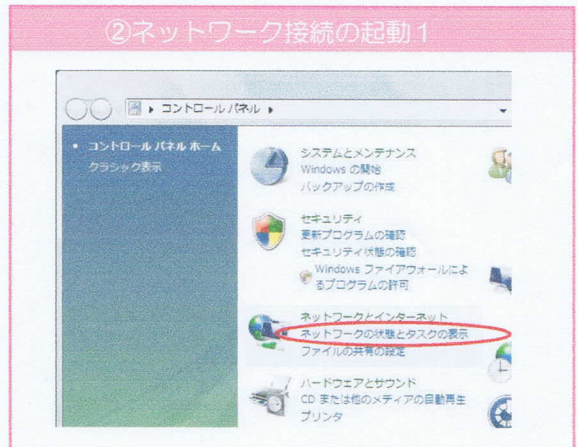 ②ネットワーク接続の起動1
コントロール パネル
コントロール パネル ホーム
クラシック表示
システムとメンテナンス
Windows の開始
バックアップの作成
セキュリティ
更新プログラムの確認
セキュリティ状態の確認
Windows ファイアウォールによ
るプログラムの許可
ネットワークとインターネット
ネットワークの状態とタスクの表示
ファイルの共有の設定
ハードウェアとサウンド
CD または他のメディアの自動再生
プリンタ